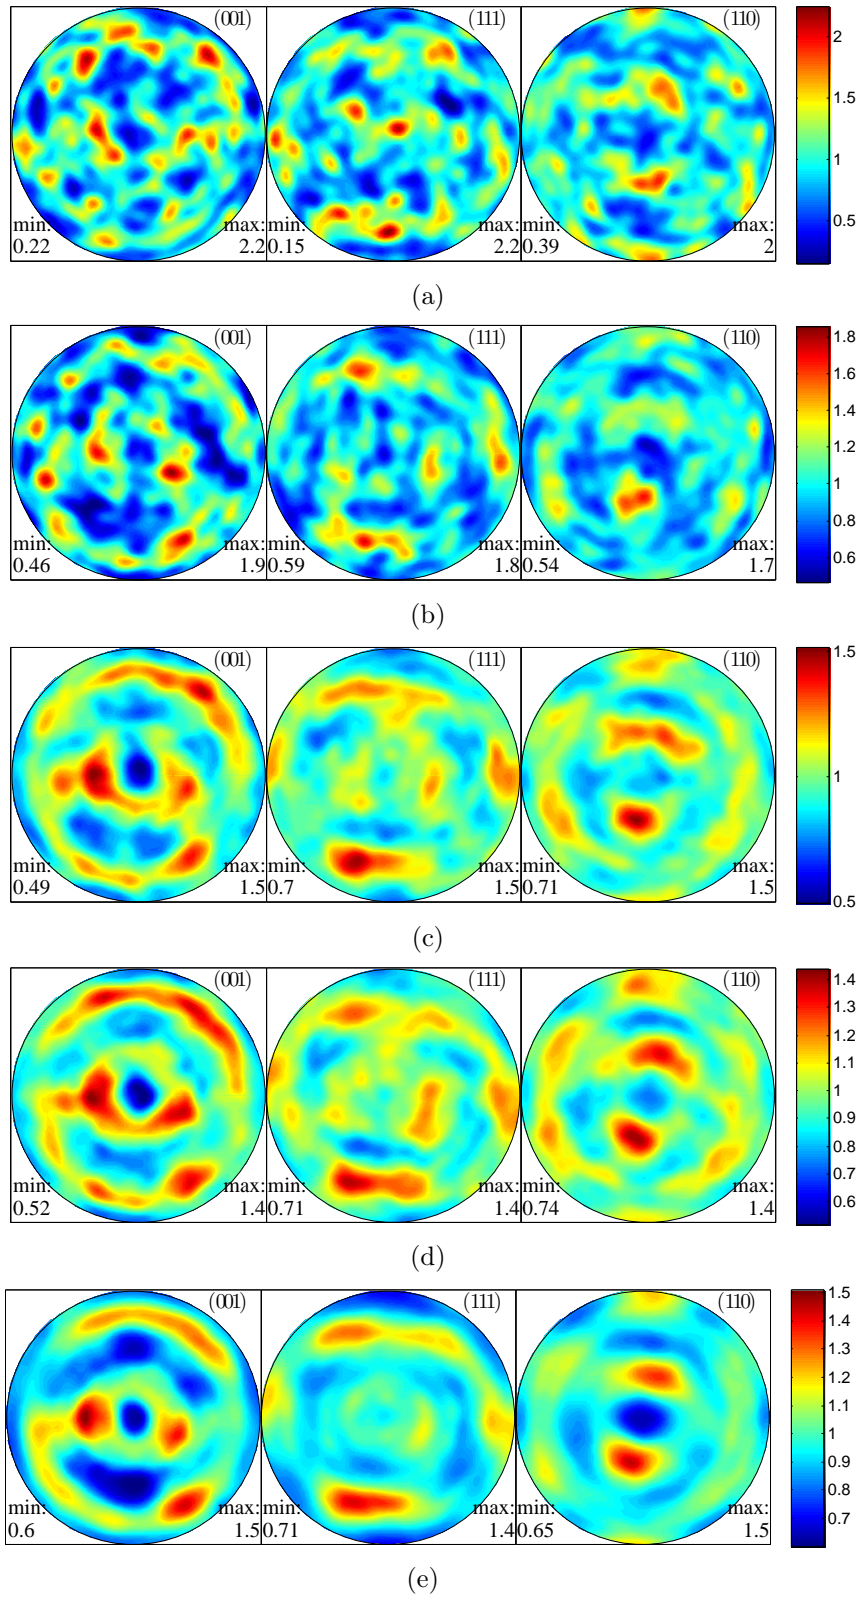 (001) (111) (110)
2
1.5
1
0.5
min: max: min: max: min: max:
0.22 2.2 0.15 2.2 0.39 2
(a)
(001) (111) (110)
1.8
1.6
1.4
1.2
1
0.8
0.6
min: max: min: max: min: max:
0.46 1.9 0.59 1.8 0.54 1.7
(b)
(001) (111) (110)
1.5
1
0.5
min: max: min: max: min: max:
0.49 1.5 0.7 1.5 0.71 1.5
(c)
(001) (111) (110)
1.4
1.3
1.2
1.1
1
0.9
0.8
0.7
0.6
min: max: min: max: min: max:
0.52 1.4 0.71 1.4 0.74 1.4
(d)
(001) (111) (110)
1.5
1.4
1.3
1.2
1.1
1
0.9
0.8
0.7
min: max: min: max: min: max:
0.6 1.5 0.71 1.4 0.65 1.5
(e)